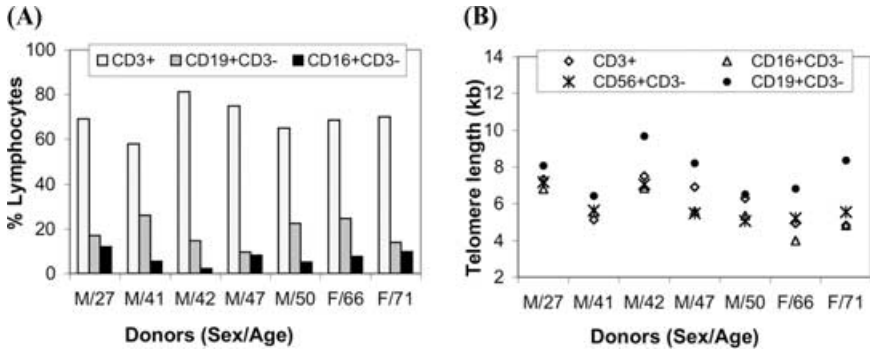 (A)
% Lymphocytes
100
80
60
40
20
0
CD3+ CD19+CD3- CD16+CD3-
M/27 M/41 M/42 M/47 M/50 F/66 F/71
Donors (Sex/Age)
(B)
Telomere length (kb)
14
12
10
8
6
4
2
CD3+ CD16+CD3-
CD56+CD3- CD19+CD3-
M/27 M/41 M/42 M/47 M/50 F/66 F/71
Donors (Sex/Age)